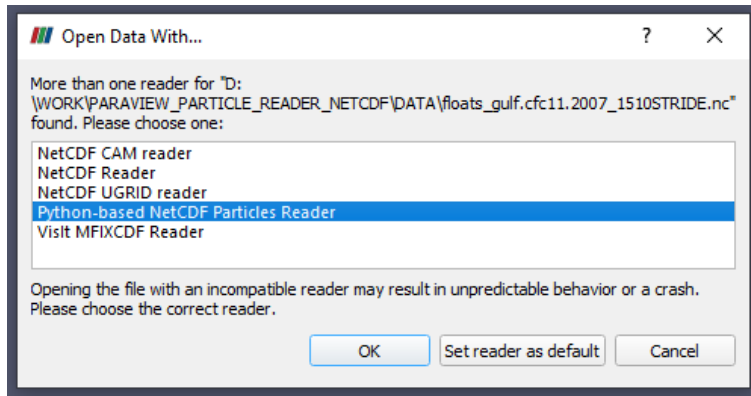 Open Data With...
?
More than one reader for "D:
\WORK\PARAVIEW_PARTICLE_READER_NETCDF\DATA\floats_gulf.cfc11.2007_1510STRIDE.nc"
found. Please choose one:
NetCDF CAM reader
NetCDF Reader
NetCDF UGRID reader
Python-based NetCDF Particles Reader
VisIt MFIXCDF Reader
Opening the file with an incompatible reader may result in unpredictable behavior or a crash.
Please choose the correct reader.
OK
Set reader as default
Cancel